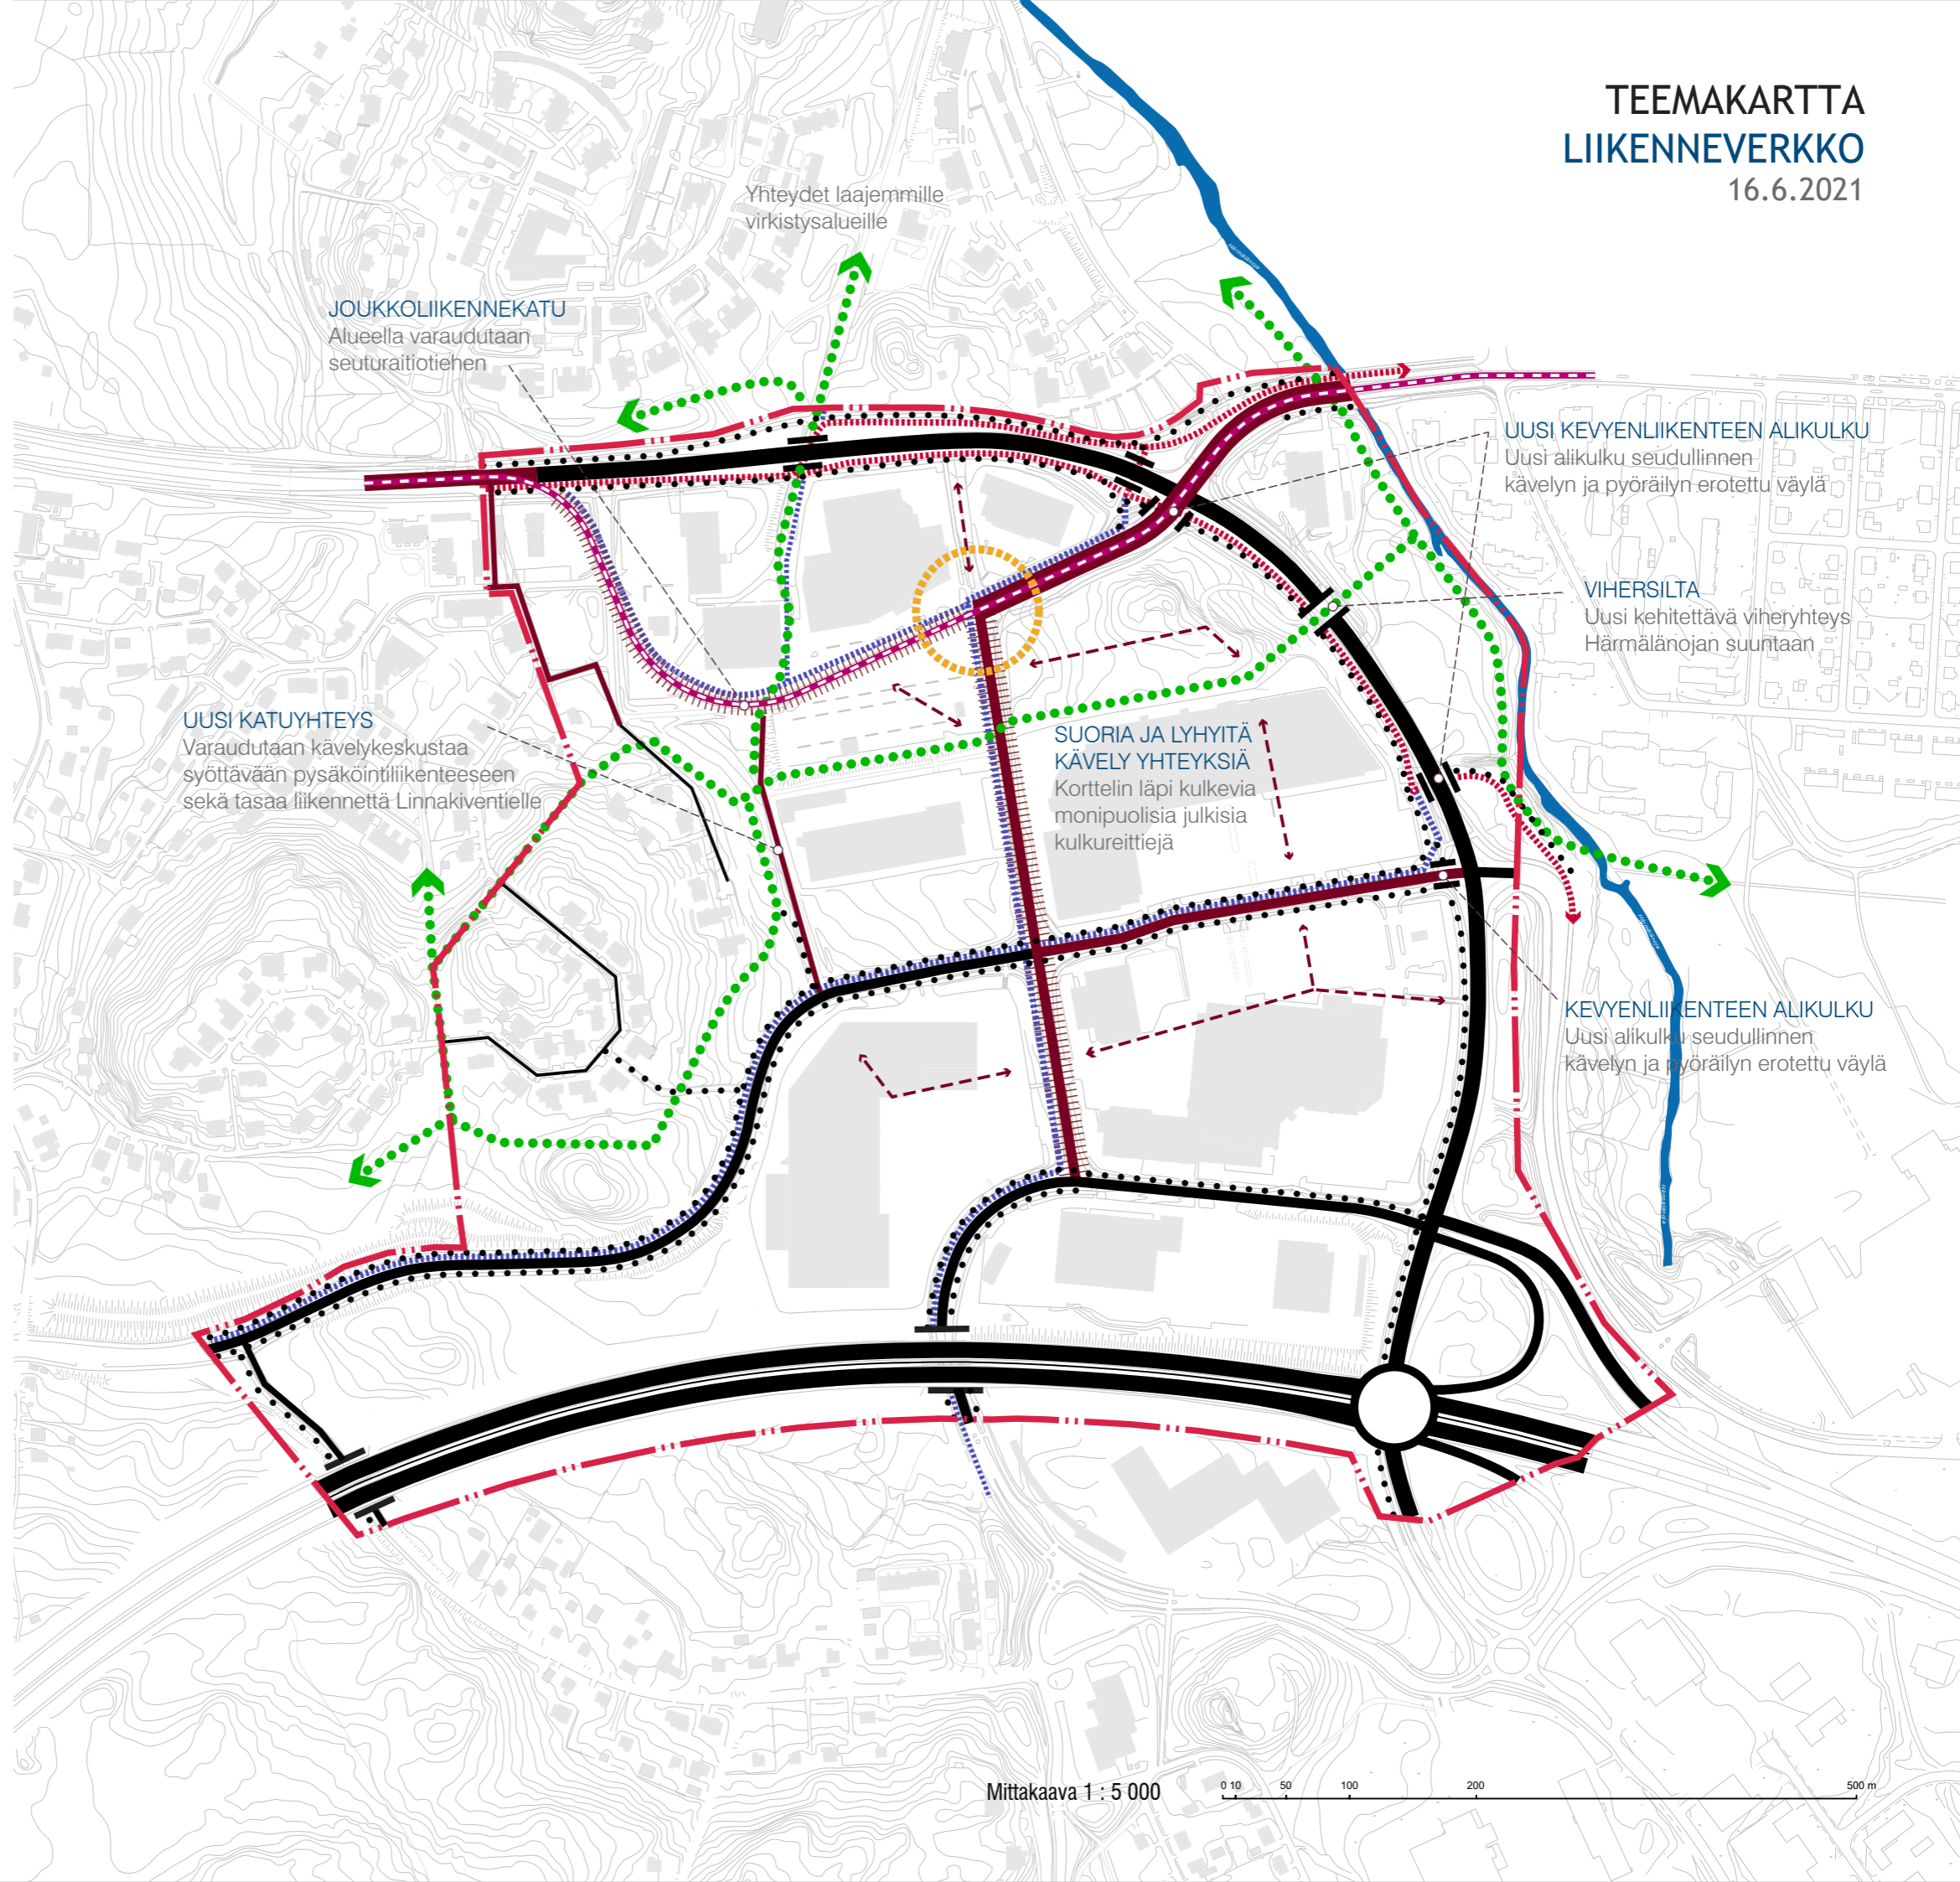 TEEMAKARTTA
LIIKENNEVERKKO
16.6.2021
Yhteydet laajemmille
virkistysalueille
JOUKKOLIIKENNEKATU
Alueella varaudutaan
seuturaitiotiehen
UUSI KEVYENLIIKENTEEN ALIKULKU
Uusi alikulku seudullinnen
kävelyn ja pyöräilyn erotettu väylä
VIHERSILTA
Uusi kehitettävä viheryhteys
Härmälänojan suuntaan
UUSI KATUYHTEYS
Varaudutaan kävelykeskustaa
syöttävään pysäköintiliikenteeseen
sekä tasaa liikennettä Linnakiventielle
SUORIA JA LYHYITÄ
KÄVELY YHTEYKSIÄ
Korttelin läpi kulkevia
monipuolisia julkisia
kulkureittiejä
KEVYENLIIKENTEEN ALIKULKU
Uusi alikulku seudullinnen
kävelyn ja pyöräilyn erotettu väylä
Härmälänoja
Härmälänoja
Härmälänoja
Mittakaava 1 : 5 000
0 10 50 100 200 500 m